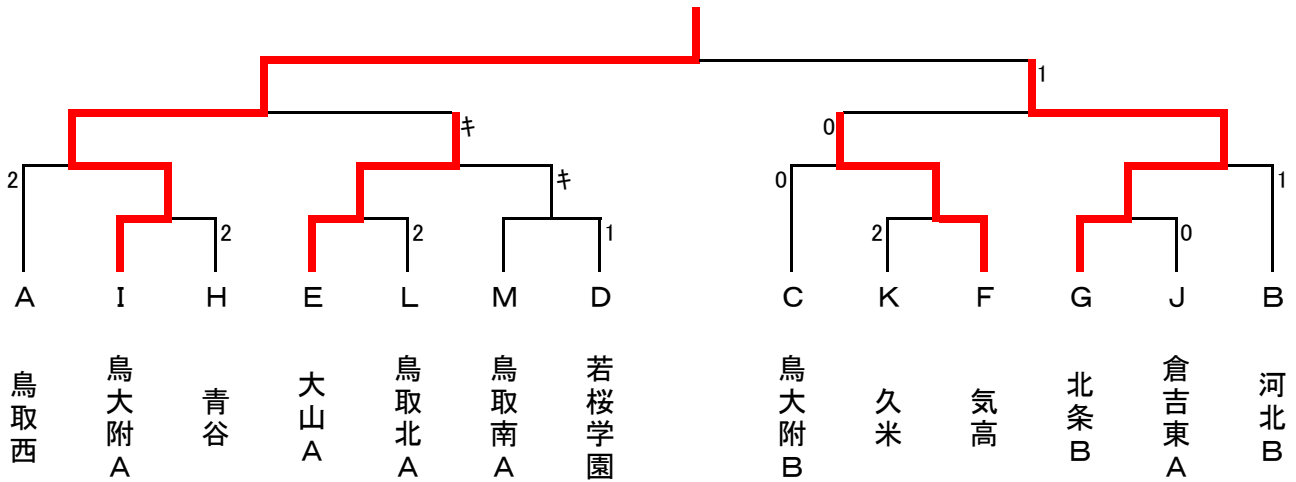 1
ｷ
0
2
ｷ
0
1
2
2
1
2
0
A I H E L M D C K F G J B
鳥取西
鳥大附A
青谷
大山A
鳥取北A
鳥取南A
若桜学園
鳥大附B
久米
気高
北条B
倉吉東A
河北B